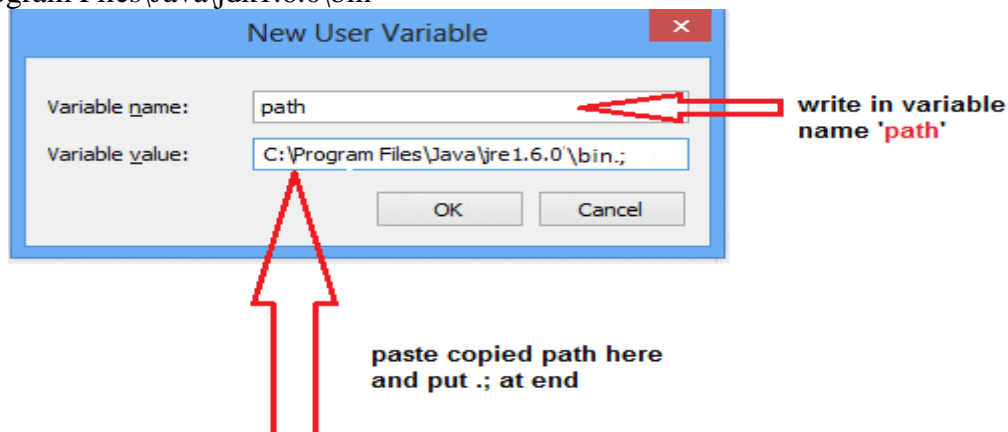 New User Variable
Variable name:
path
write in variable
name 'path'
Variable value:
C:\Program Files\Java\jre1.6.0'\bin.;
OK
Cancel
paste copied path here
and put .; at end